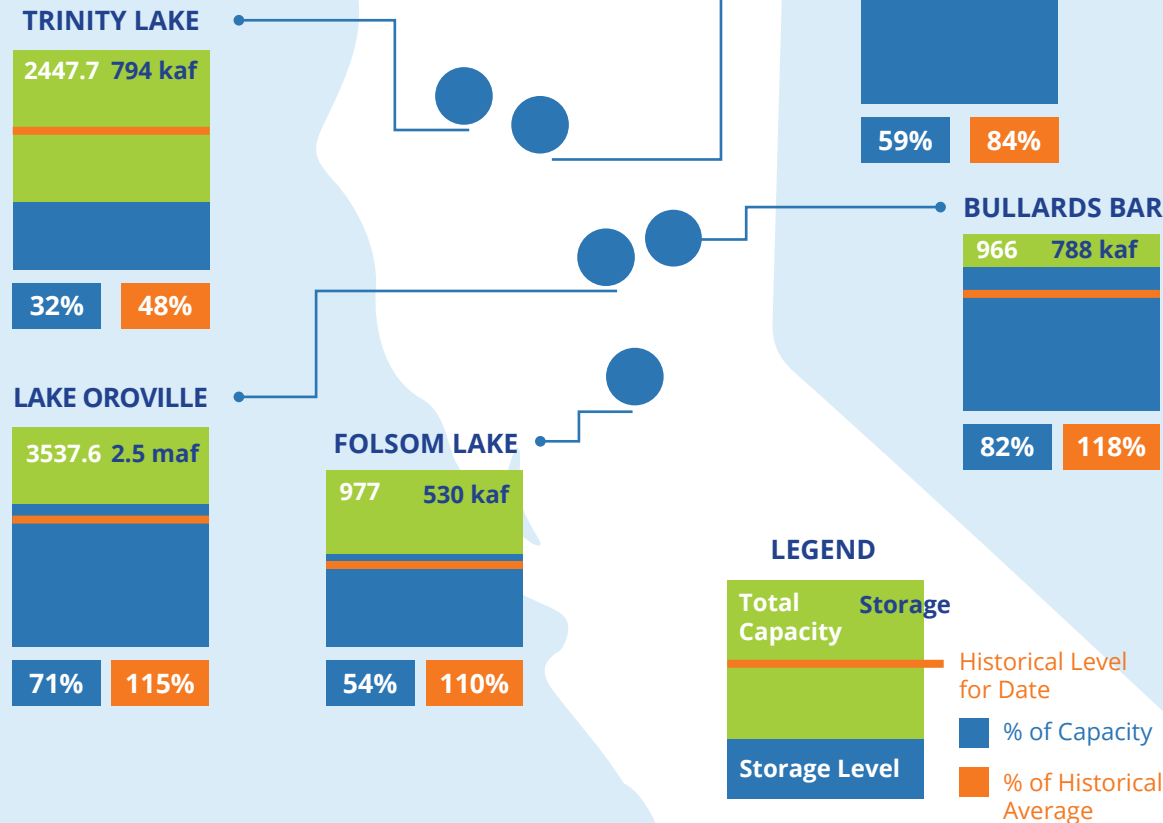 TRINITY LAKE
2447.7 794 kaf
32% 48%
59% 84%
BULLARDS BAR
966 788 kaf
82% 118%
LAKE OROVILLE
3537.6 2.5 maf
71% 115%
FOLSOM LAKE
977 530 kaf
54% 110%
LEGEND
Total Storage
Capacity
Historical Level
for Date
% of Capacity
Storage Level
% of Historical
Average